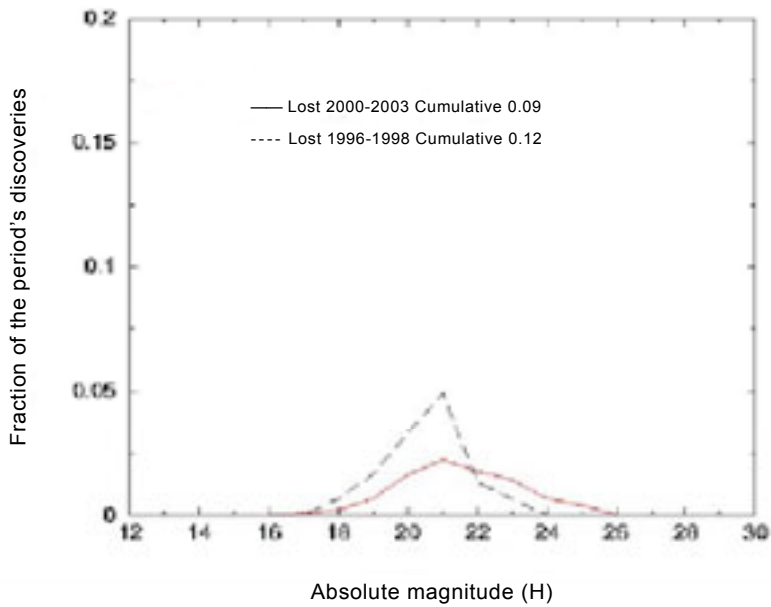 0.2
Lost 2000-2003 Cumulative 0.09
Lost 1996-1998 Cumulative 0.12
0.15
0.1
0.05
0
12 14 16 18 20 22 24 26 28 30
Fraction of the period's discoveries
Absolute magnitude (H)